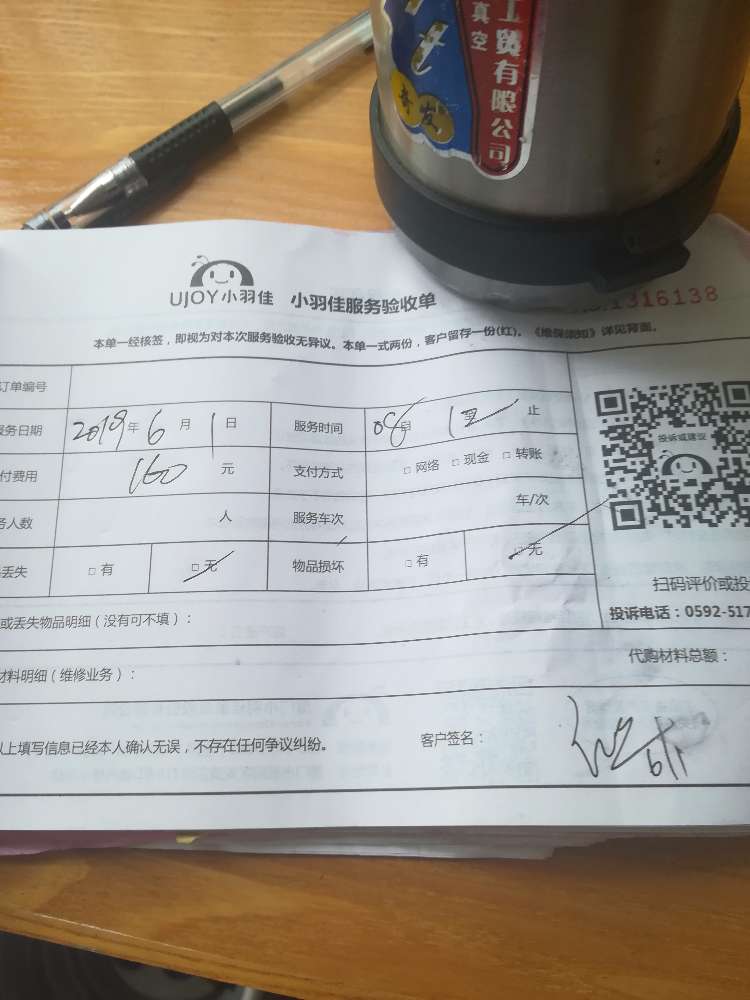 工贸有限公司
真空
奇发
UJOY小羽佳 小羽佳服务验收单
1316138
本单一经核签，即视为对本次服务验收无异议。本单一式两份，客户留存一份(红)。《维保须知》详见背面。
订单编号
服务日期 2019年 6 月 1 日 服务时间 08 12 止
投诉或建议
付费用 160 元 支付方式 □ 网络 □ 现金 □ 转账
务人数 人 服务车次 车/次
丢失 □ 有 □ 无 物品损坏 □ 有 □ 无
扫码评价或投
或丢失物品明细（没有可不填）：
投诉电话：0592-517
材料明细（维修业务）： 代购材料总额：
以上填写信息已经本人确认无误，不存在任何争议纠纷。 客户签名：
6/1